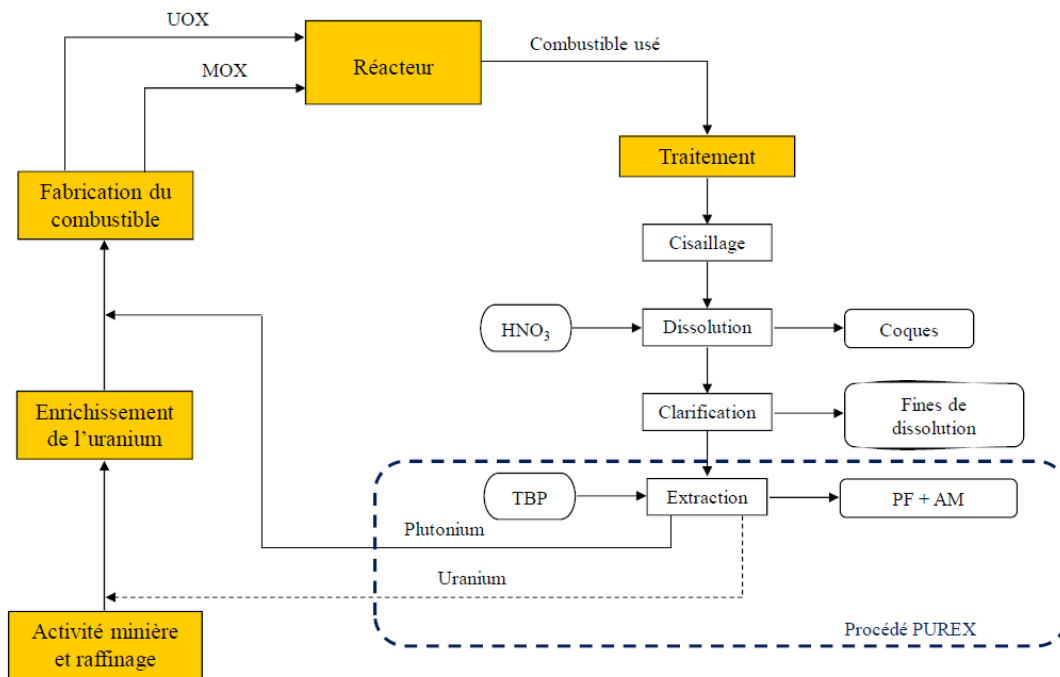 UOX
MOX
Réacteur
Combustible usé
Traitement
Fabrication du
combustible
Cisaillage
HNO₃
Dissolution
Coques
Enrichissement
de l'uranium
Clarification
Fines de
dissolution
TBP
Extraction
PF + AM
Plutonium
Uranium
Activité minière
et raffinage
Procédé PUREX